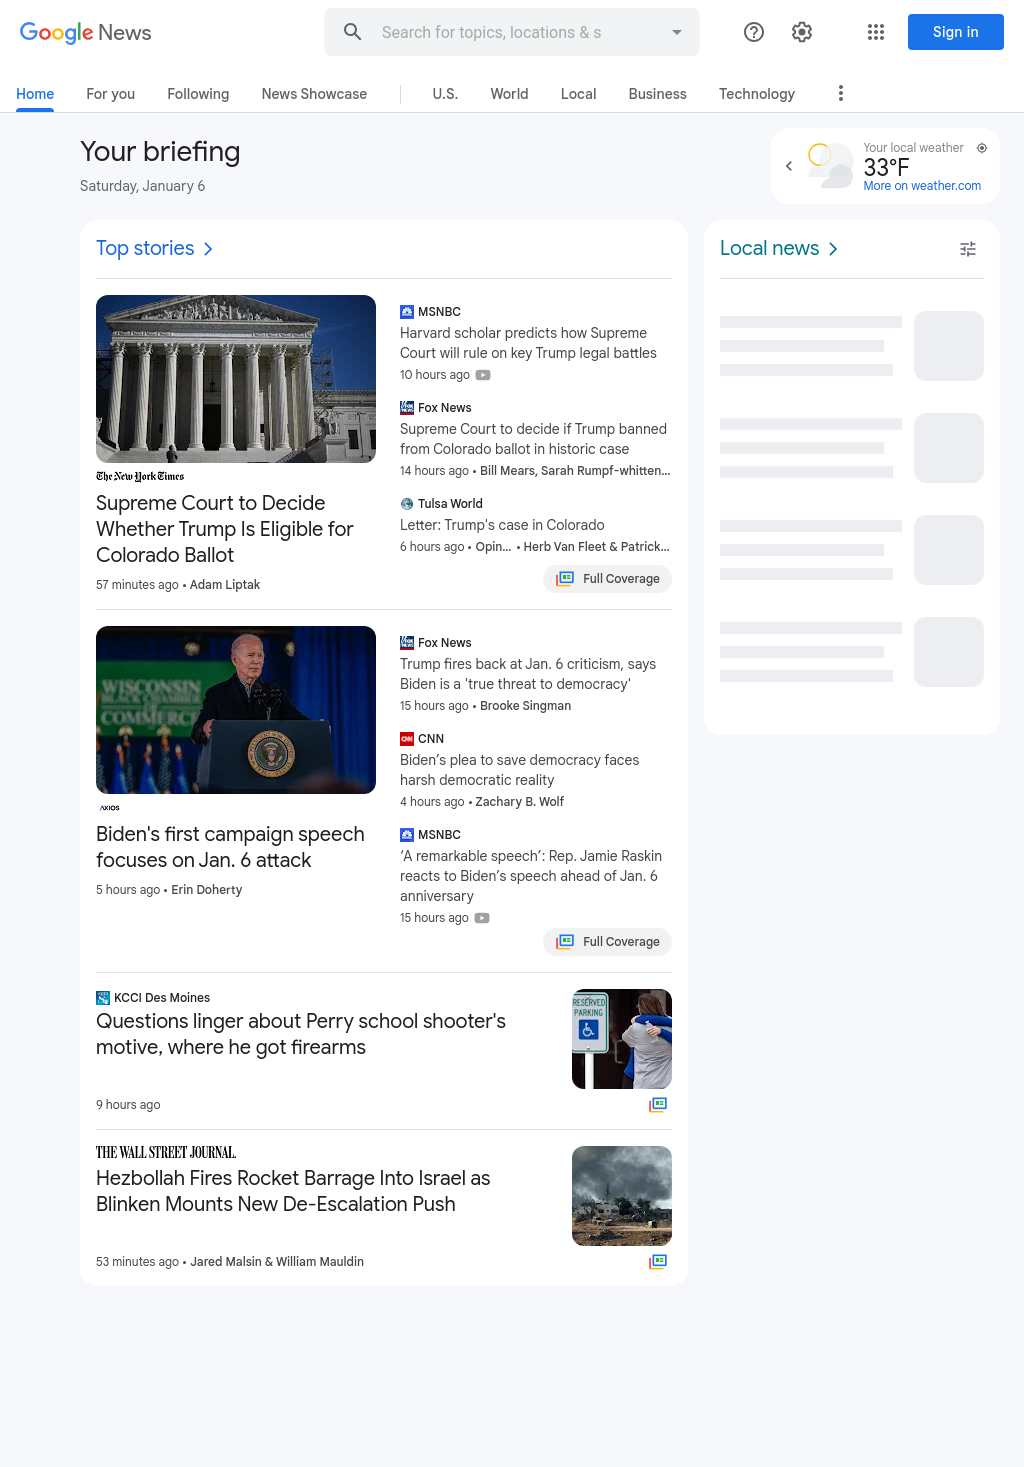 Google News
Search for topics, locations & s
Sign in
Home
For you
Following
News Showcase
U.S.
World
Local
Business
Technology
Your briefing
Saturday, January 6
Your local weather
33°F
More on weather.com
Top stories
The New York Times
Supreme Court to Decide
Whether Trump Is Eligible for
Colorado Ballot
57 minutes ago • Adam Liptak
MSNBC
Harvard scholar predicts how Supreme
Court will rule on key Trump legal battles
10 hours ago
Fox News
Supreme Court to decide if Trump banned
from Colorado ballot in historic case
14 hours ago • Bill Mears, Sarah Rumpf-whitten…
Tulsa World
Letter: Trump's case in Colorado
6 hours ago • Opin… • Herb Van Fleet & Patrick…
Full Coverage
WISCONSIN
BLACK CHAMBER
OF COMMERCE
AXIOS
Biden's first campaign speech
focuses on Jan. 6 attack
5 hours ago • Erin Doherty
Fox News
Trump fires back at Jan. 6 criticism, says
Biden is a 'true threat to democracy'
15 hours ago • Brooke Singman
CNN
Biden’s plea to save democracy faces
harsh democratic reality
4 hours ago • Zachary B. Wolf
MSNBC
‘A remarkable speech’: Rep. Jamie Raskin
reacts to Biden’s speech ahead of Jan. 6
anniversary
15 hours ago
Full Coverage
KCCI Des Moines
Questions linger about Perry school shooter's
motive, where he got firearms
9 hours ago
RESERVED
PARKING
THE WALL STREET JOURNAL.
Hezbollah Fires Rocket Barrage Into Israel as
Blinken Mounts New De-Escalation Push
53 minutes ago • Jared Malsin & William Mauldin
Local news